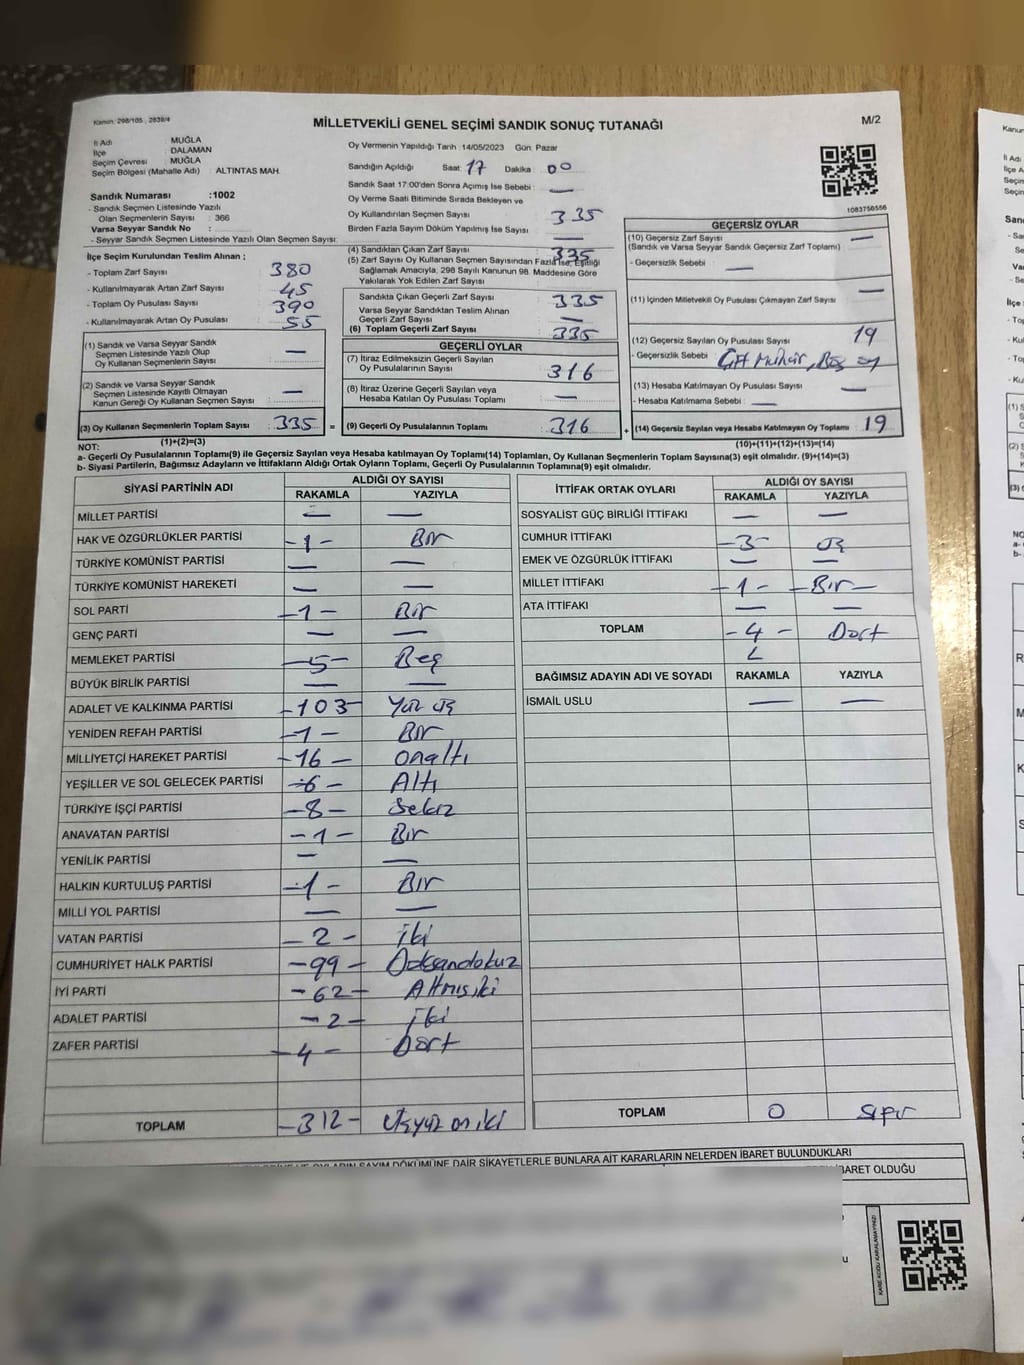 Kanun: 298/105 , 2839/4
MİLLETVEKİLİ GENEL SEÇİMİ SANDIK SONUÇ TUTANAĞI
M/2
İl Adı : MUĞLA
İlçe : DALAMAN
Seçim Çevresi : MUĞLA
Seçim Bölgesi (Mahalle Adı) : ALTINTAŞ MAH.
Sandık Numarası :1002
- Sandık Seçmen Listesinde Yazılı
Olan Seçmenlerin Sayısı : 366
Varsa Seyyar Sandık No :
- Seyyar Sandık Seçmen Listesinde Yazılı Olan Seçmen Sayısı:
İlçe Seçim Kurulundan Teslim Alınan ;
- Toplam Zarf Sayısı : 380
- Kullanılmayarak Artan Zarf Sayısı : 45
- Toplam Oy Pusulası Sayısı : 390
- Kullanılmayarak Artan Oy Pusulası : 55
(1) Sandık ve Varsa Seyyar Sandık
Seçmen Listesinde Yazılı Olup
Oy Kullanan Seçmenlerin Sayısı : —
(2) Sandık ve Varsa Seyyar Sandık
Seçmen Listesinde Kayıtlı Olmayan
Kanun Gereği Oy Kullanan Seçmen Sayısı : —
(3) Oy Kullanan Seçmenlerin Toplam Sayısı : 335 =
(1)+(2)=(3)
Oy Vermenin Yapıldığı Tarih :14/05/2023 Gün: Pazar
Sandığın Açıldığı Saat: 17 Dakika : 00
Sandık Saat 17:00'den Sonra Açımış İse Sebebi : —
Oy Verme Saati Bitiminde Sırada Bekleyen ve
Oy Kullandırılan Seçmen Sayısı : 335
Birden Fazla Sayım Döküm Yapılmış İse Sayısı : —
(4) Sandıktan Çıkan Zarf Sayısı : 335
(5) Zarf Sayısı Oy Kullanan Seçmen Sayısından Fazla İse, Eşitliği
Sağlamak Amacıyla, 298 Sayılı Kanunun 98. Maddesine Göre
Yakılarak Yok Edilen Zarf Sayısı :
Sandıkta Çıkan Geçerli Zarf Sayısı : 335
Varsa Seyyar Sandıktan Teslim Alınan
Geçerli Zarf Sayısı : —
(6) Toplam Geçerli Zarf Sayısı : 335
GEÇERLİ OYLAR
(7) İtiraz Edilmeksizin Geçerli Sayılan
Oy Pusulalarının Sayısı : 316
(8) İtiraz Üzerine Geçerli Sayılan veya
Hesaba Katılan Oy Pusulası Toplamı : —
(9) Geçerli Oy Pusulalarının Toplamı : 316 +
1083756556
GEÇERSİZ OYLAR
(10) Geçersiz Zarf Sayısı : —
(Sandık ve Varsa Seyyar Sandık Geçersiz Zarf Toplamı)
- Geçersizlik Sebebi : —
(11) İçinden Milletvekili Oy Pusulası Çıkmayan Zarf Sayısı : —
(12) Geçersiz Sayılan Oy Pusulası Sayısı : 19
- Geçersizlik Sebebi : Çift Mühür, Boş oy
(13) Hesaba Katılmayan Oy Pusulası Sayısı : —
- Hesaba Katılmama Sebebi : —
(14) Geçersiz Sayılan veya Hesaba Katılmayan Oy Toplamı : 19
(10)+(11)+(12)+(13)=(14)
NOT:
a- Geçerli Oy Pusulalarının Toplamı(9) ile Geçersiz Sayılan veya Hesaba katılmayan Oy Toplamı(14) Toplamları, Oy Kullanan Seçmenlerin Toplam Sayısına(3) eşit olmalıdır. (9)+(14)=(3)
b- Siyasi Partilerin, Bağımsız Adayların ve İttifakların Aldığı Ortak Oyların Toplamı, Geçerli Oy Pusulalarının Toplamına(9) eşit olmalıdır.
SİYASİ PARTİNİN ADI
ALDIĞI OY SAYISI
RAKAMLA YAZIYLA
MİLLET PARTİSİ — —
HAK VE ÖZGÜRLÜKLER PARTİSİ -1- Bir
TÜRKİYE KOMÜNİST PARTİSİ — —
TÜRKİYE KOMÜNİST HAREKETİ — —
SOL PARTİ -1- Bir
GENÇ PARTİ — —
MEMLEKET PARTİSİ -5- Beş
BÜYÜK BİRLİK PARTİSİ — —
ADALET VE KALKINMA PARTİSİ -103- Yüz üç
YENİDEN REFAH PARTİSİ -1- Bir
MİLLİYETÇİ HAREKET PARTİSİ -16- onaltı
YEŞİLLER VE SOL GELECEK PARTİSİ -6- Altı
TÜRKİYE İŞÇİ PARTİSİ -8- Sekiz
ANAVATAN PARTİSİ -1- Bir
YENİLİK PARTİSİ — —
HALKIN KURTULUŞ PARTİSİ -1- Bir
MİLLİ YOL PARTİSİ — —
VATAN PARTİSİ -2- iki
CUMHURİYET HALK PARTİSİ -99- Doksandokuz
İYİ PARTİ -62- Altmışiki
ADALET PARTİSİ -2- iki
ZAFER PARTİSİ -4- Dört
TOPLAM -312- Üçyüz oniki
İTTİFAK ORTAK OYLARI
ALDIĞI OY SAYISI
RAKAMLA YAZIYLA
SOSYALİST GÜÇ BİRLİĞİ İTTİFAKI — —
CUMHUR İTTİFAKI -3- üç
EMEK VE ÖZGÜRLÜK İTTİFAKI — —
MİLLET İTTİFAKI -1- -Bir-
ATA İTTİFAKI — —
TOPLAM -4- Dört
BAĞIMSIZ ADAYIN ADI VE SOYADI RAKAMLA YAZIYLA
İSMAİL USLU — —
TOPLAM 0 Sıfır
OYLARIN SAYIM DÖKÜMÜNE DAİR ŞİKAYETLERLE BUNLARA AİT KARARLARIN NELERDEN İBARET BULUNDUKLARI
İBARET OLDUĞU
KARE KODU KARALAMAYINIZ!